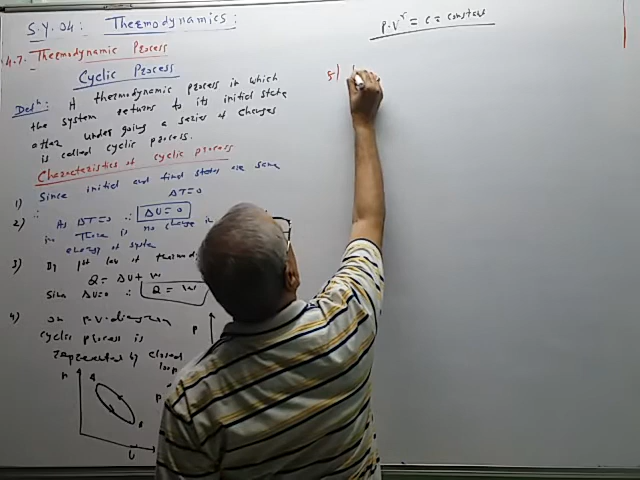 S.Y. 04: Thermodynamics:
4.7. Thermodynamic Process
Cyclic Process
Defⁿ: A thermodynamic process in which
the system returns to its initial state
after under going a series of changes
is called cyclic process.
Characteristics of cyclic process
1) Since initial and final states are same
ΔT=0
2) As ΔT=0 ∴ ΔU=0
There is no change in
energy of system
3) By 1st law of thermod
Q = ΔU + W
Since ΔU=0 ∴ Q = W
4) on P-V-diagram
cyclic process is
represented by closed
loop
P
P
A
B
P.V^γ = C = constant
5)